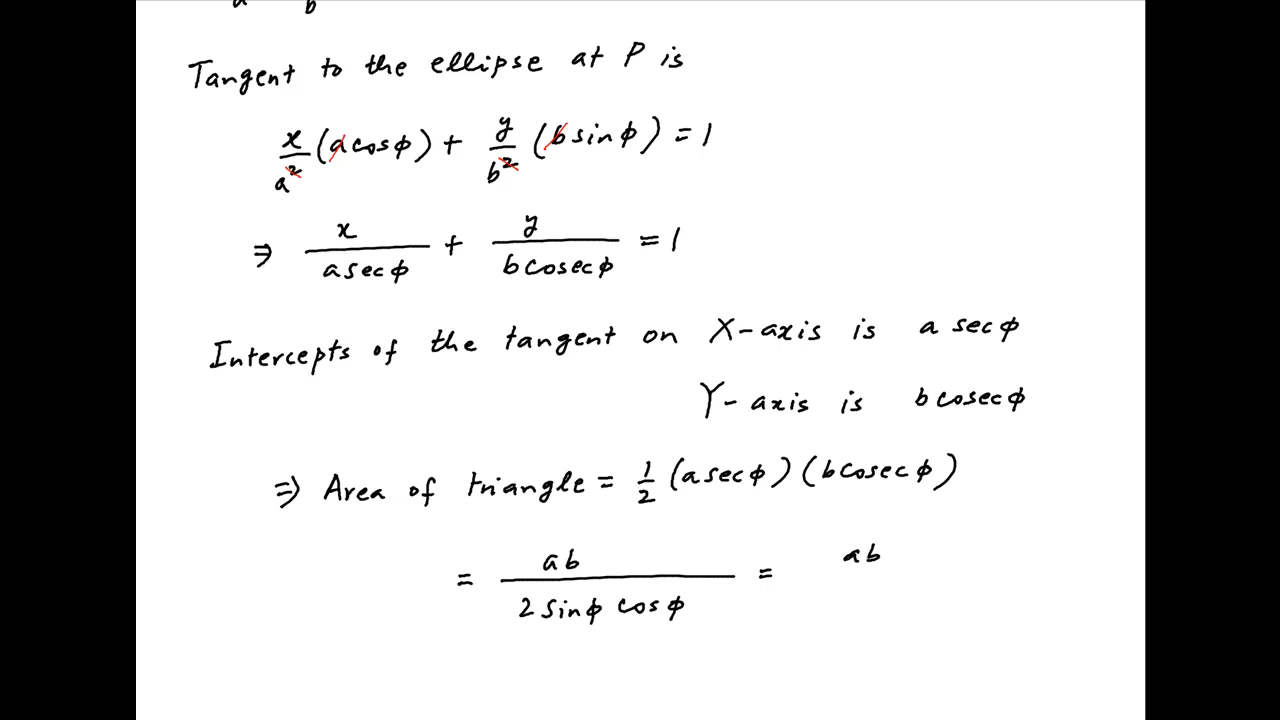 a b
Tangent to the ellipse at P is
x/a² (a cosϕ) + y/b² (b sinϕ) = 1
⇒ x/(a secϕ) + y/(b cosecϕ) = 1
Intercepts of the tangent on X-axis is a secϕ
Y-axis is b cosecϕ
⇒ Area of triangle = 1/2 (a secϕ) (b cosecϕ)
= ab/(2 sinϕ cosϕ) = ab